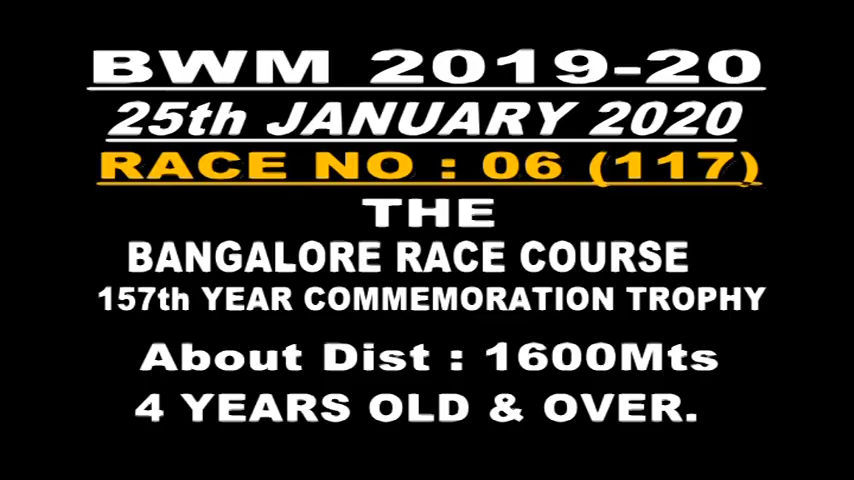 BWM 2019-20
25th JANUARY 2020
RACE NO : 06 (117)
THE
BANGALORE RACE COURSE
157th YEAR COMMEMORATION TROPHY
About Dist : 1600Mts
4 YEARS OLD & OVER.